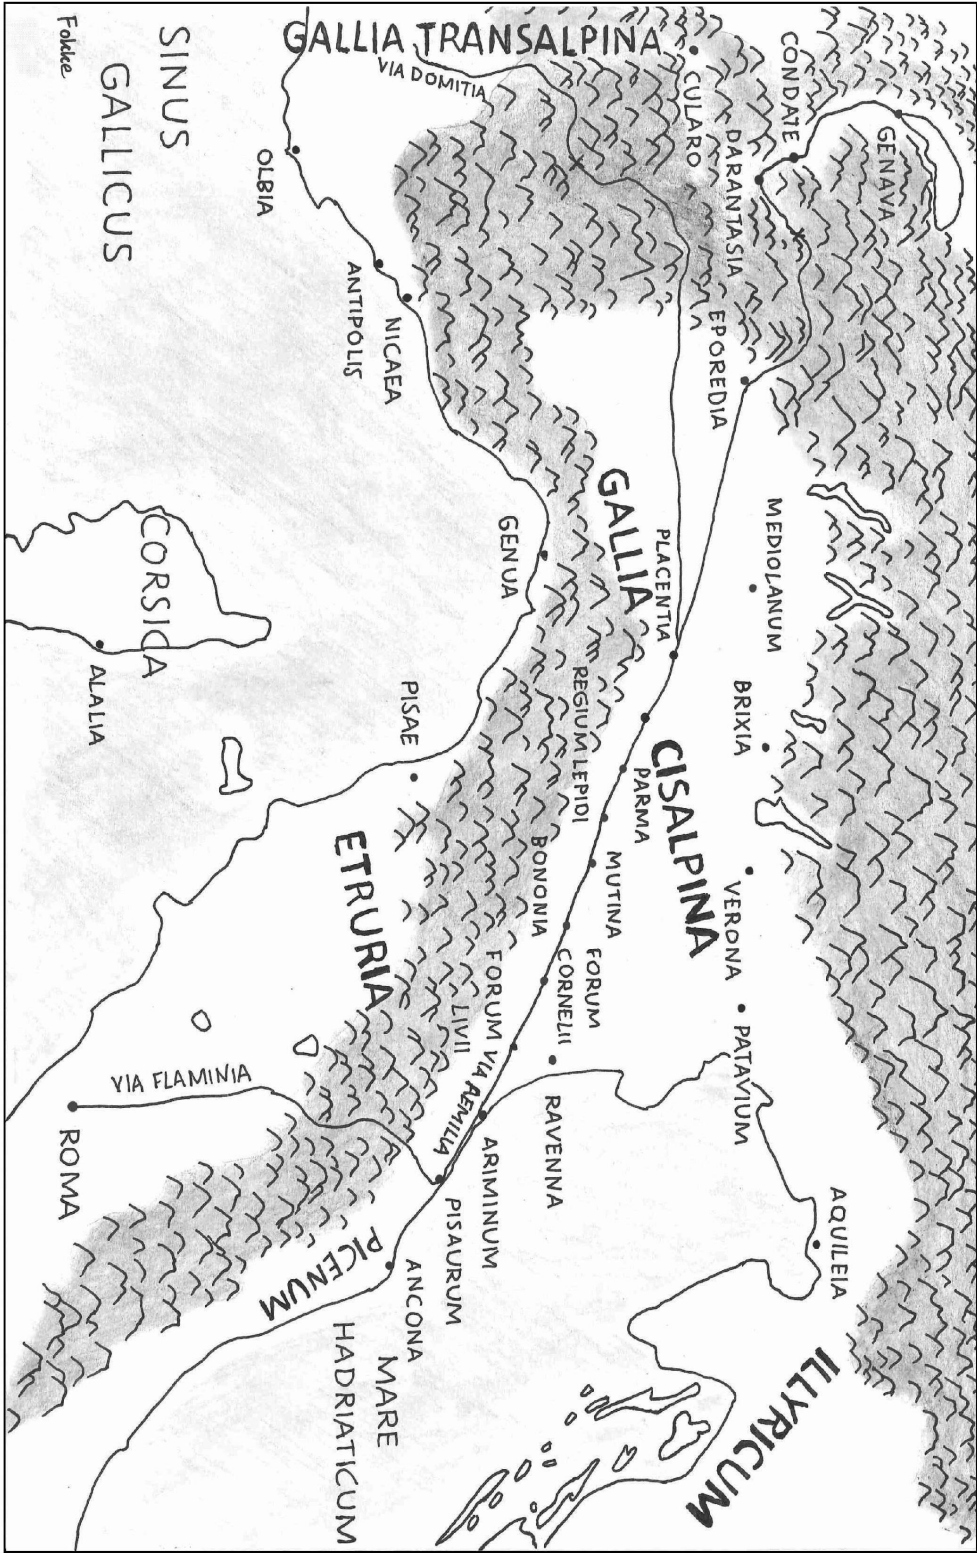 GALLIA TRANSALPINA
VIA DOMITIA
CULARO
CONDATE
GENAVA
DARANTASIA
EPOREDIA
SINUS
GALLICUS
Fokke
OLBIA
ANTIPOLIS
NICAEA
GENUA
GALLIA
CISALPINA
PLACENTIA
MEDIOLANUM
BRIXIA
VERONA
PATAVIUM
AQUILEIA
CORSICA
ALALIA
PISAE
ETRURIA
REGIUM LEPIDI
PARMA
MUTINA
BONONIA
FORUM
CORNELII
FORUM
LIVII
VIA AEMILIA
RAVENNA
ARIMINUM
PISAURUM
ANCONA
VIA FLAMINIA
ROMA
PICENUM
MARE
HADRIATICUM
ILLYRICUM